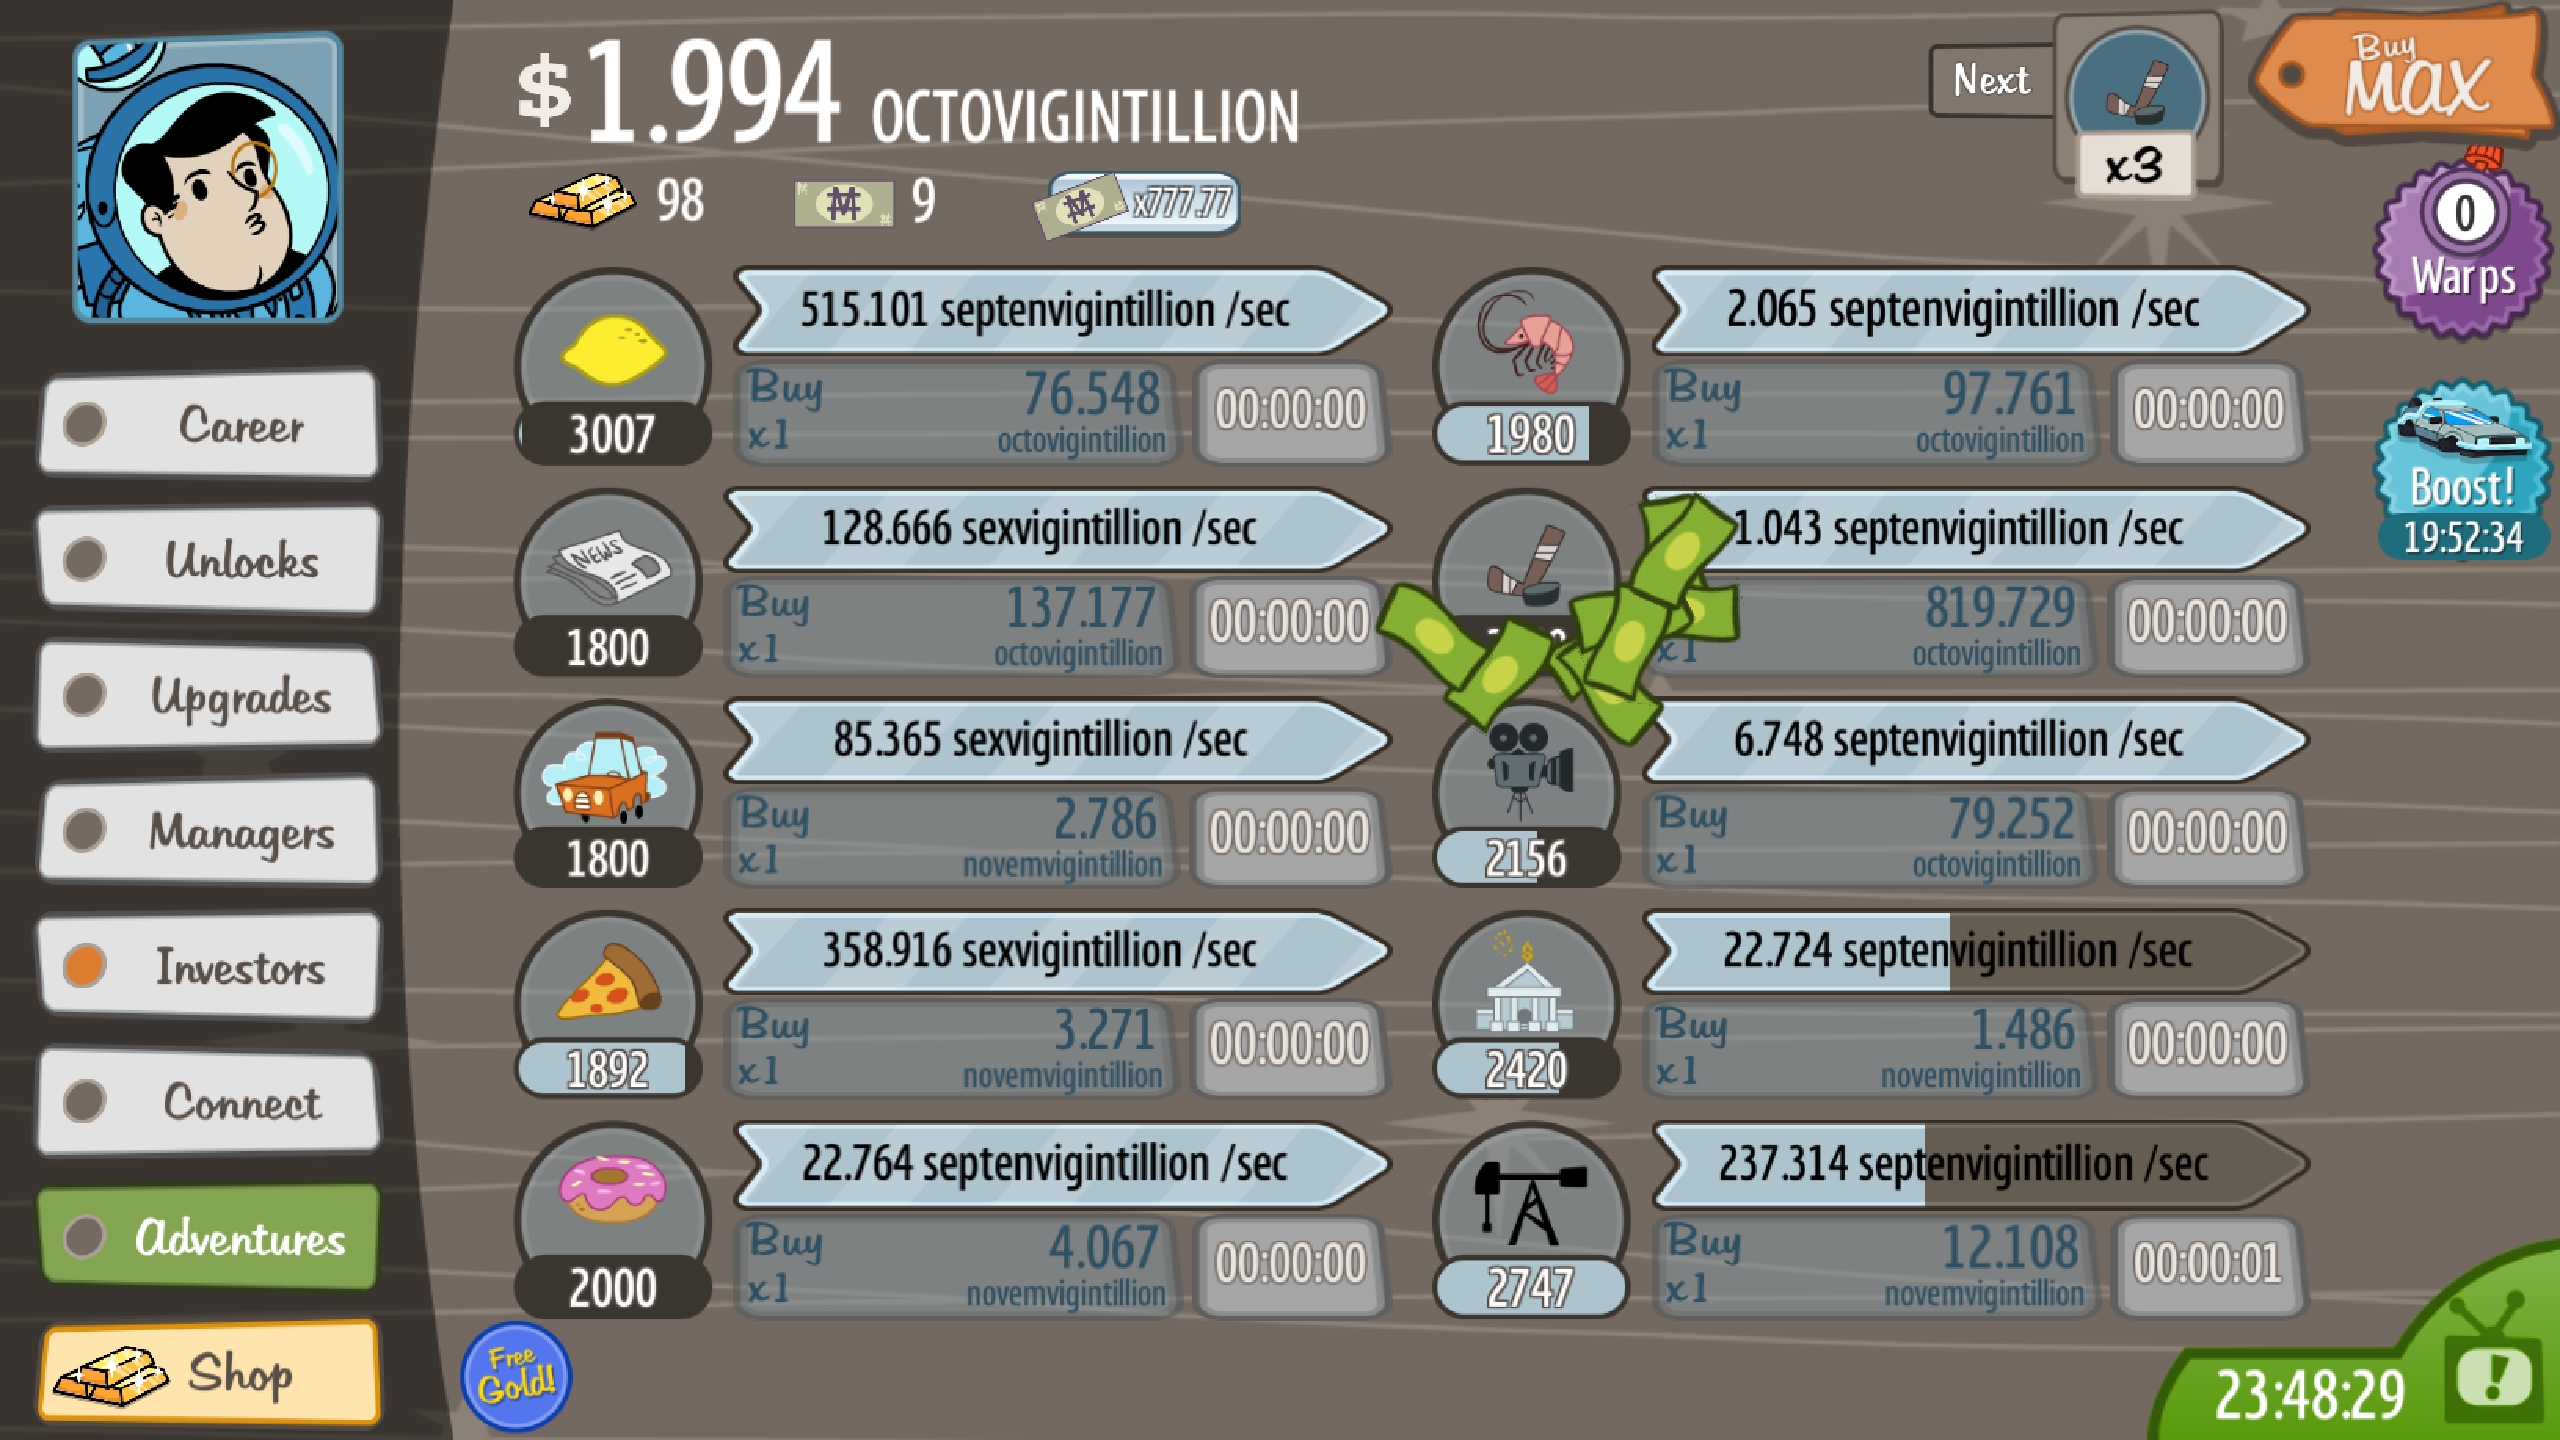 $1.994 OCTOVIGINTILLION
Next
x3
Buy
MAX
98
9
x777.77
0
Warps
Boost!
19:52:34
Career
Unlocks
Upgrades
Managers
Investors
Connect
Adventures
Shop
515.101 septenvigintillion /sec
3007
Buy 76.548
x1 octovigintillion
00:00:00
2.065 septenvigintillion /sec
1980
Buy 97.761
x1 octovigintillion
00:00:00
NEWS
128.666 sexvigintillion /sec
1800
Buy 137.177
x1 octovigintillion
00:00:00
1.043 septenvigintillion /sec
819.729
x1 octovigintillion
00:00:00
85.365 sexvigintillion /sec
1800
Buy 2.786
x1 novemvigintillion
00:00:00
6.748 septenvigintillion /sec
2156
Buy 79.252
x1 octovigintillion
00:00:00
358.916 sexvigintillion /sec
1892
Buy 3.271
x1 novemvigintillion
00:00:00
$
22.724 septenvigintillion /sec
2420
Buy 1.486
x1 novemvigintillion
00:00:00
22.764 septenvigintillion /sec
2000
Buy 4.067
x1 novemvigintillion
00:00:00
237.314 septenvigintillion /sec
2747
Buy 12.108
x1 novemvigintillion
00:00:01
Free
Gold!
23:48:29
!